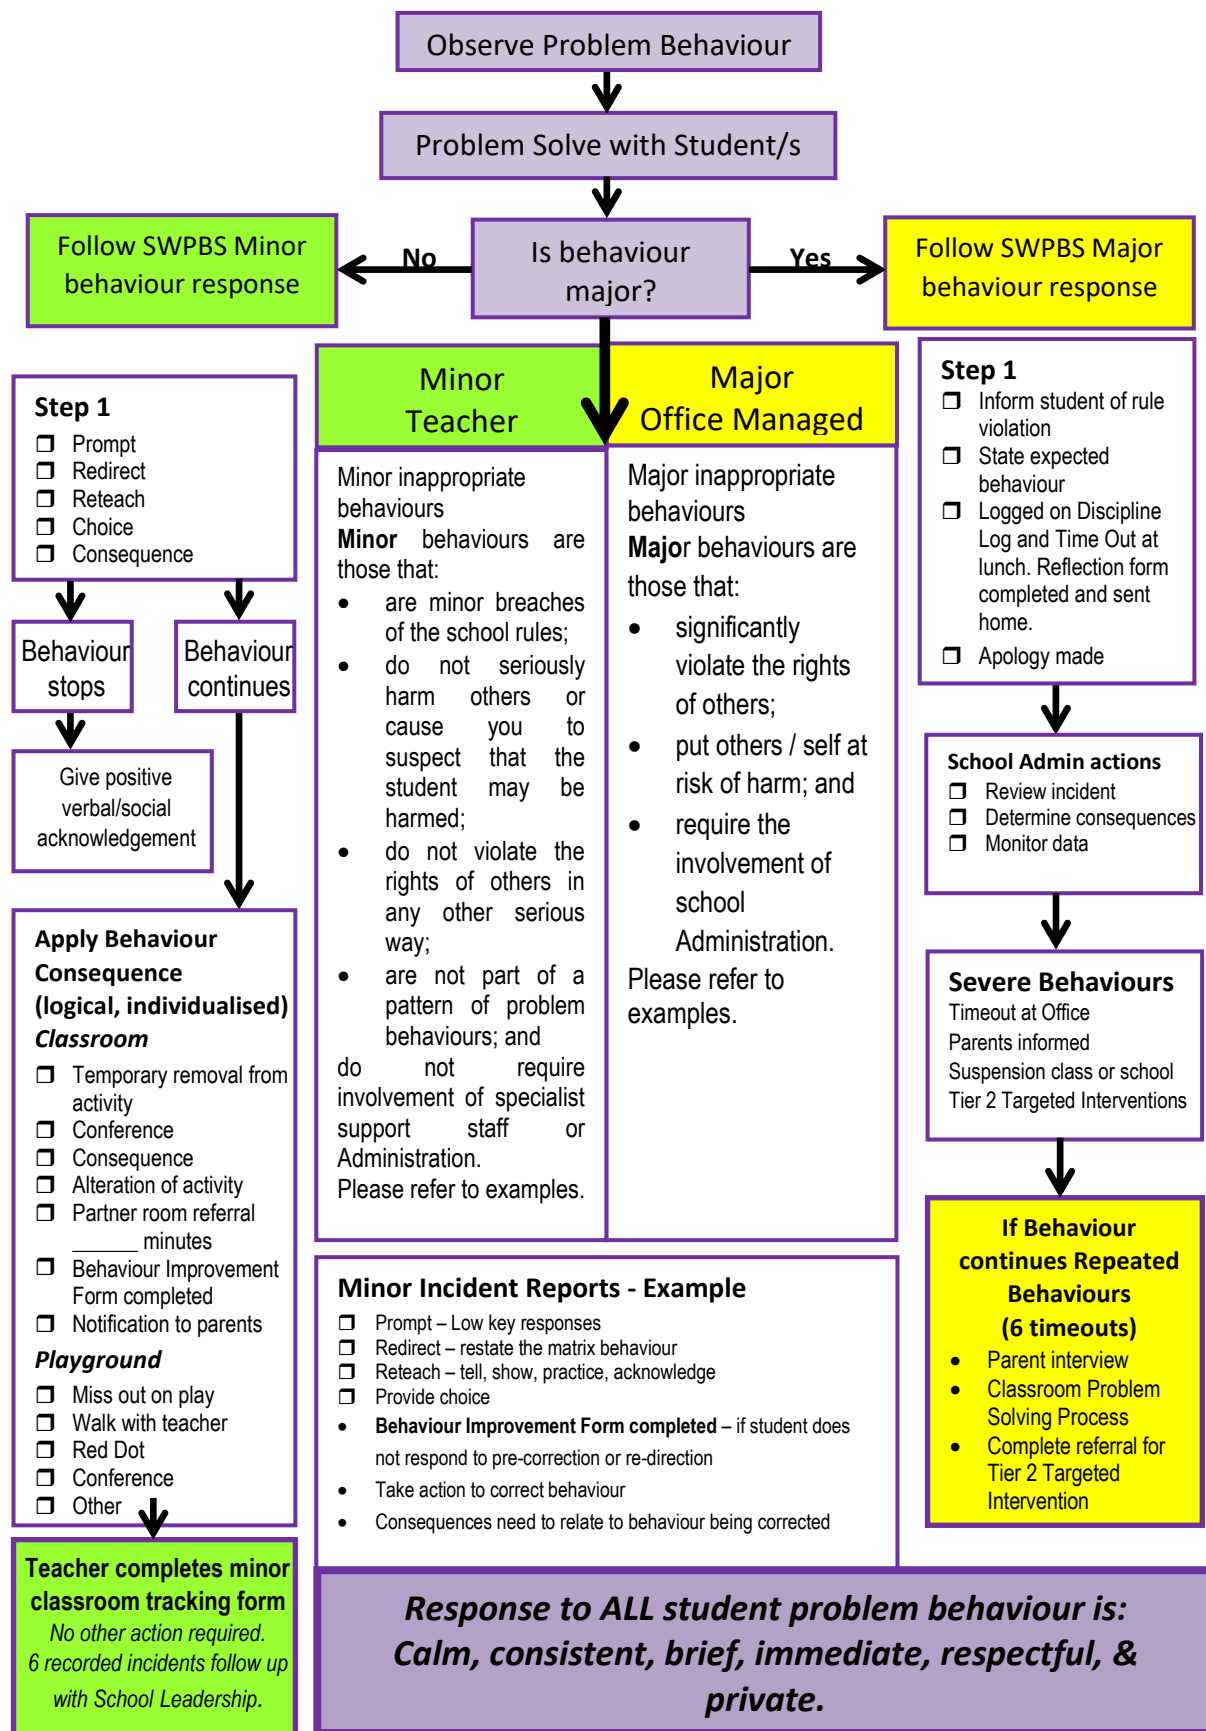 Observe Problem Behaviour
Problem Solve with Student/s
Is behaviour
major?
No
Yes
Follow SWPBS Minor
behaviour response
Follow SWPBS Major
behaviour response
Step 1
❒ Prompt
❒ Redirect
❒ Reteach
❒ Choice
❒ Consequence
Behaviour
stops
Behaviour
continues
Give positive
verbal/social
acknowledgement
Apply Behaviour
Consequence
(logical, individualised)
Classroom
❒ Temporary removal from
activity
❒ Conference
❒ Consequence
❒ Alteration of activity
❒ Partner room referral
______ minutes
❒ Behaviour Improvement
Form completed
❒ Notification to parents
Playground
❒ Miss out on play
❒ Walk with teacher
❒ Red Dot
❒ Conference
❒ Other
Teacher completes minor
classroom tracking form
No other action required.
6 recorded incidents follow up
with School Leadership.
Minor
Teacher
Minor inappropriate
behaviours
Minor behaviours are
those that:
• are minor breaches
of the school rules;
• do not seriously
harm others or
cause you to
suspect that the
student may be
harmed;
• do not violate the
rights of others in
any other serious
way;
• are not part of a
pattern of problem
behaviours; and
do not require
involvement of specialist
support staff or
Administration.
Please refer to examples.
Major
Office Managed
Major inappropriate
behaviours
Major behaviours are
those that:
• significantly
violate the rights
of others;
• put others / self at
risk of harm; and
• require the
involvement of
school
Administration.
Please refer to
examples.
Minor Incident Reports - Example
❒ Prompt – Low key responses
❒ Redirect – restate the matrix behaviour
❒ Reteach – tell, show, practice, acknowledge
❒ Provide choice
• Behaviour Improvement Form completed – if student does
not respond to pre-correction or re-direction
• Take action to correct behaviour
• Consequences need to relate to behaviour being corrected
Step 1
❒ Inform student of rule
violation
❒ State expected
behaviour
❒ Logged on Discipline
Log and Time Out at
lunch. Reflection form
completed and sent
home.
❒ Apology made
School Admin actions
❒ Review incident
❒ Determine consequences
❒ Monitor data
Severe Behaviours
Timeout at Office
Parents informed
Suspension class or school
Tier 2 Targeted Interventions
If Behaviour
continues Repeated
Behaviours
(6 timeouts)
• Parent interview
• Classroom Problem
Solving Process
• Complete referral for
Tier 2 Targeted
Intervention
Response to ALL student problem behaviour is:
Calm, consistent, brief, immediate, respectful, &
private.